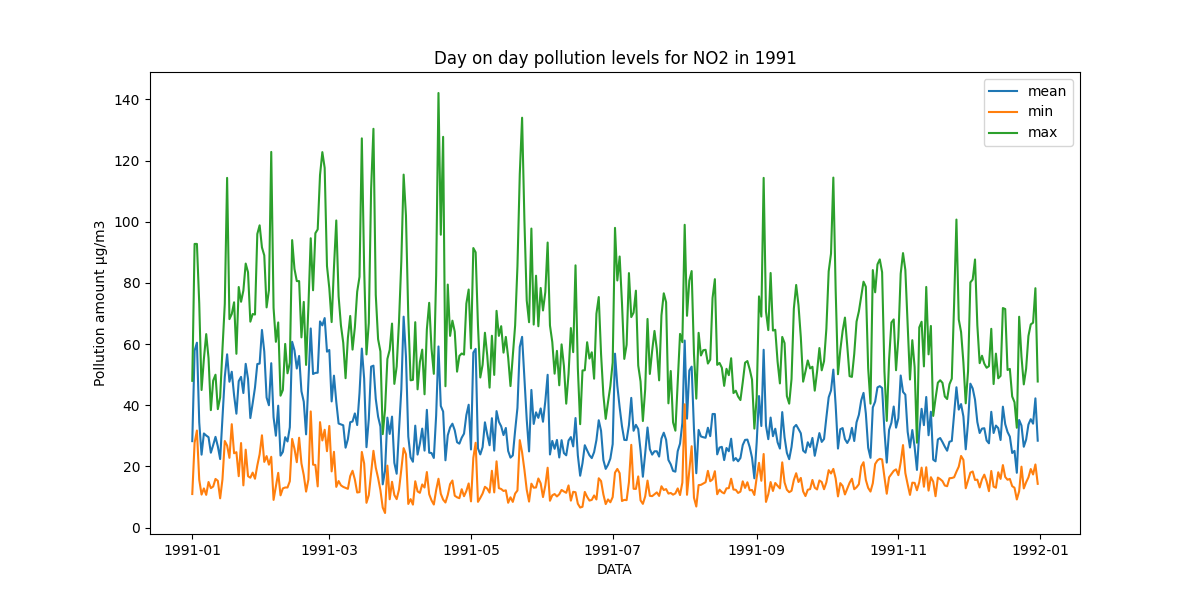 Day on day pollution levels for NO2 in 1991
mean
min
max
140
120
100
80
60
40
20
0
Pollution amount µg/m3
1991-01
1991-03
1991-05
1991-07
1991-09
1991-11
1992-01
DATA